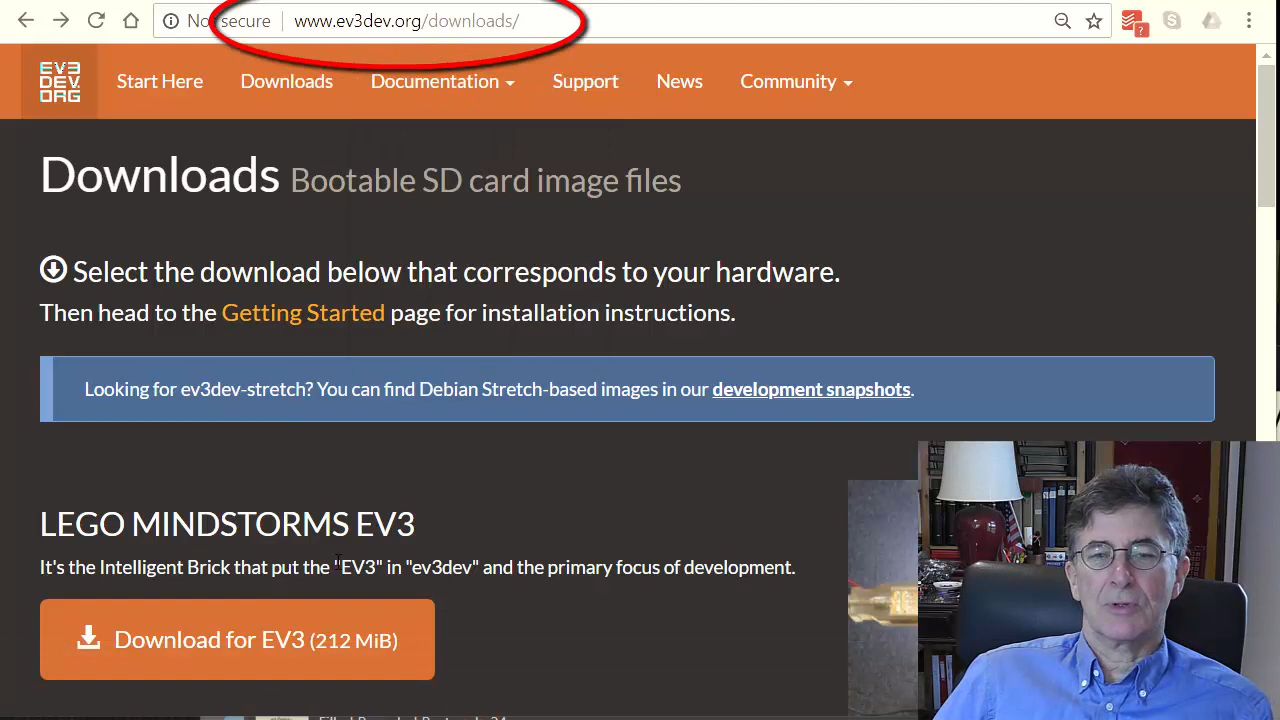 Not secure
www.ev3dev.org/downloads/
?
EV3
DEV.
ORG
Start Here
Downloads
Documentation
Support
News
Community
Downloads Bootable SD card image files
Select the download below that corresponds to your hardware.
Then head to the Getting Started page for installation instructions.
Looking for ev3dev-stretch? You can find Debian Stretch-based images in our development snapshots.
LEGO MINDSTORMS EV3
It's the Intelligent Brick that put the "EV3" in "ev3dev" and the primary focus of development.
Download for EV3 (212 MiB)